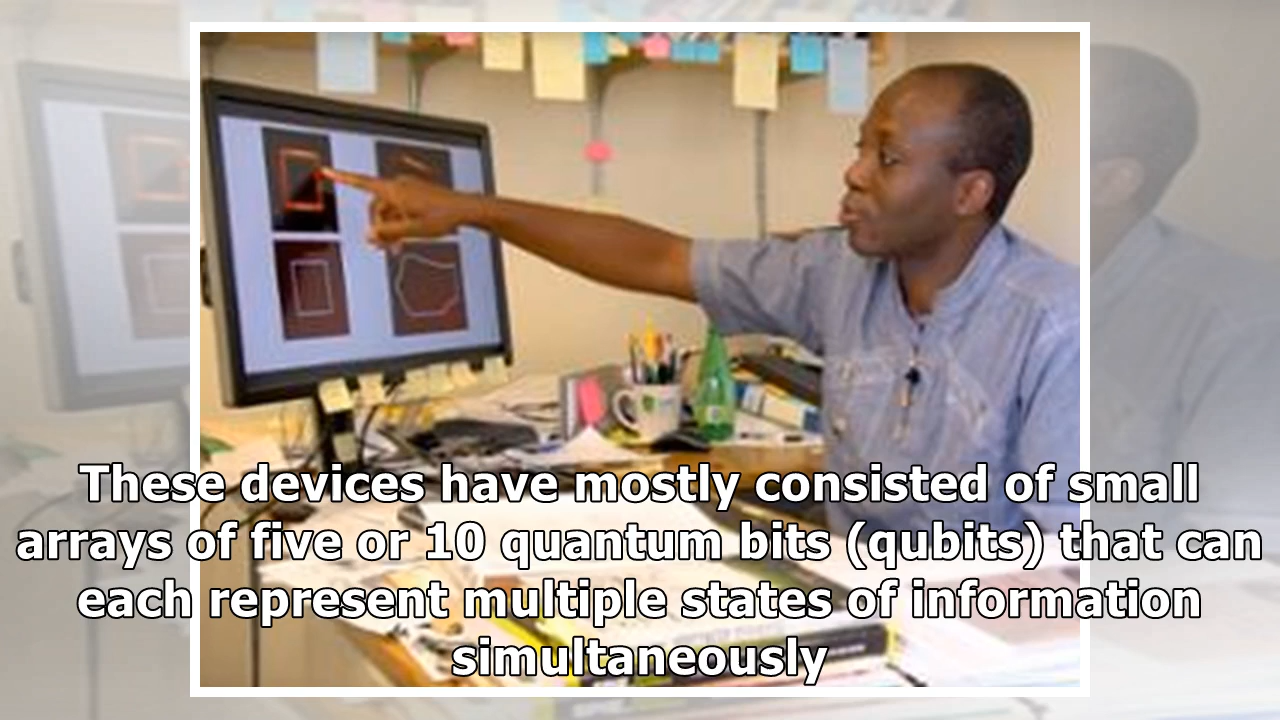 These devices have mostly consisted of small
arrays of five or 10 quantum bits (qubits) that can
each represent multiple states of information
simultaneously